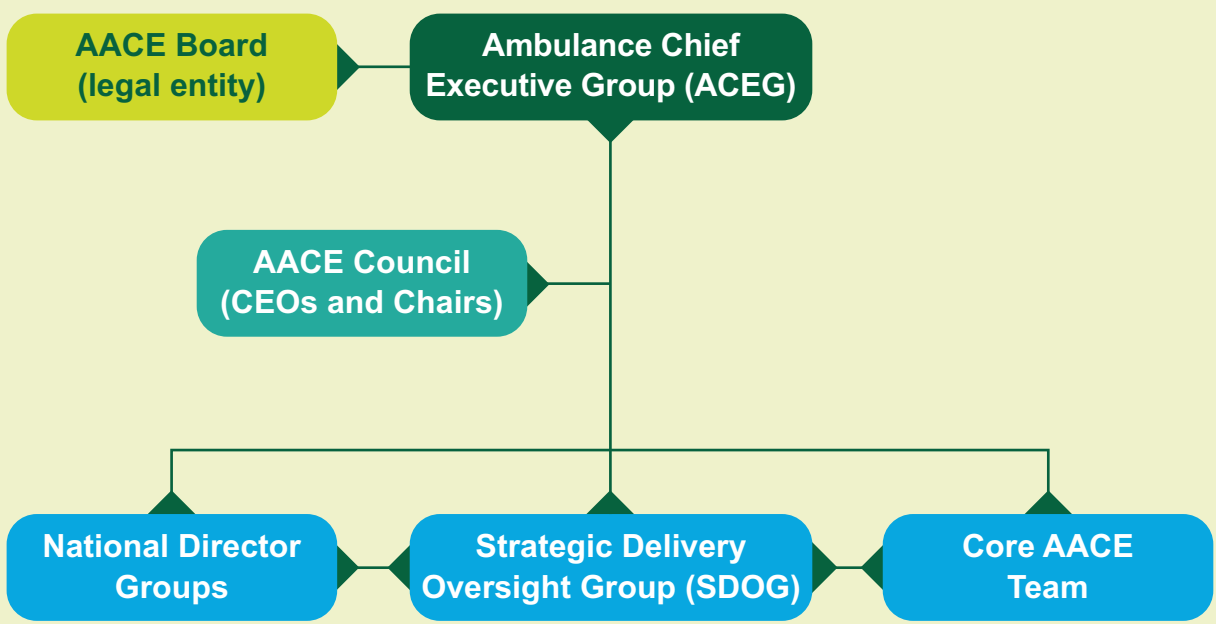 AACE Board
(legal entity)
Ambulance Chief
Executive Group (ACEG)
AACE Council
(CEOs and Chairs)
National Director
Groups
Strategic Delivery
Oversight Group (SDOG)
Core AACE
Team